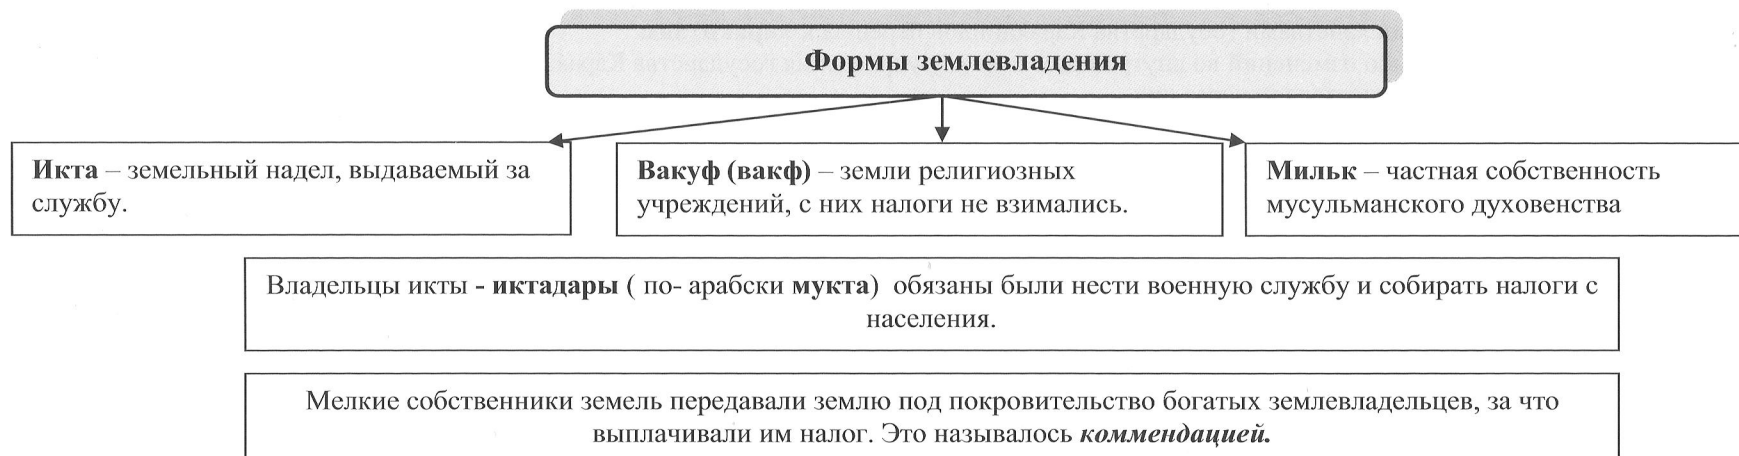 Формы землевладения
Икта – земельный надел, выдаваемый за
службу.
Вакуф (вакф) – земли религиозных
учреждений, с них налоги не взимались.
Мильк – частная собственность
мусульманского духовенства
Владельцы икты - иктадары ( по- арабски мукта) обязаны были нести военную службу и собирать налоги с
населения.
Мелкие собственники земель передавали землю под покровительство богатых землевладельцев, за что
выплачивали им налог. Это называлось коммендацией.